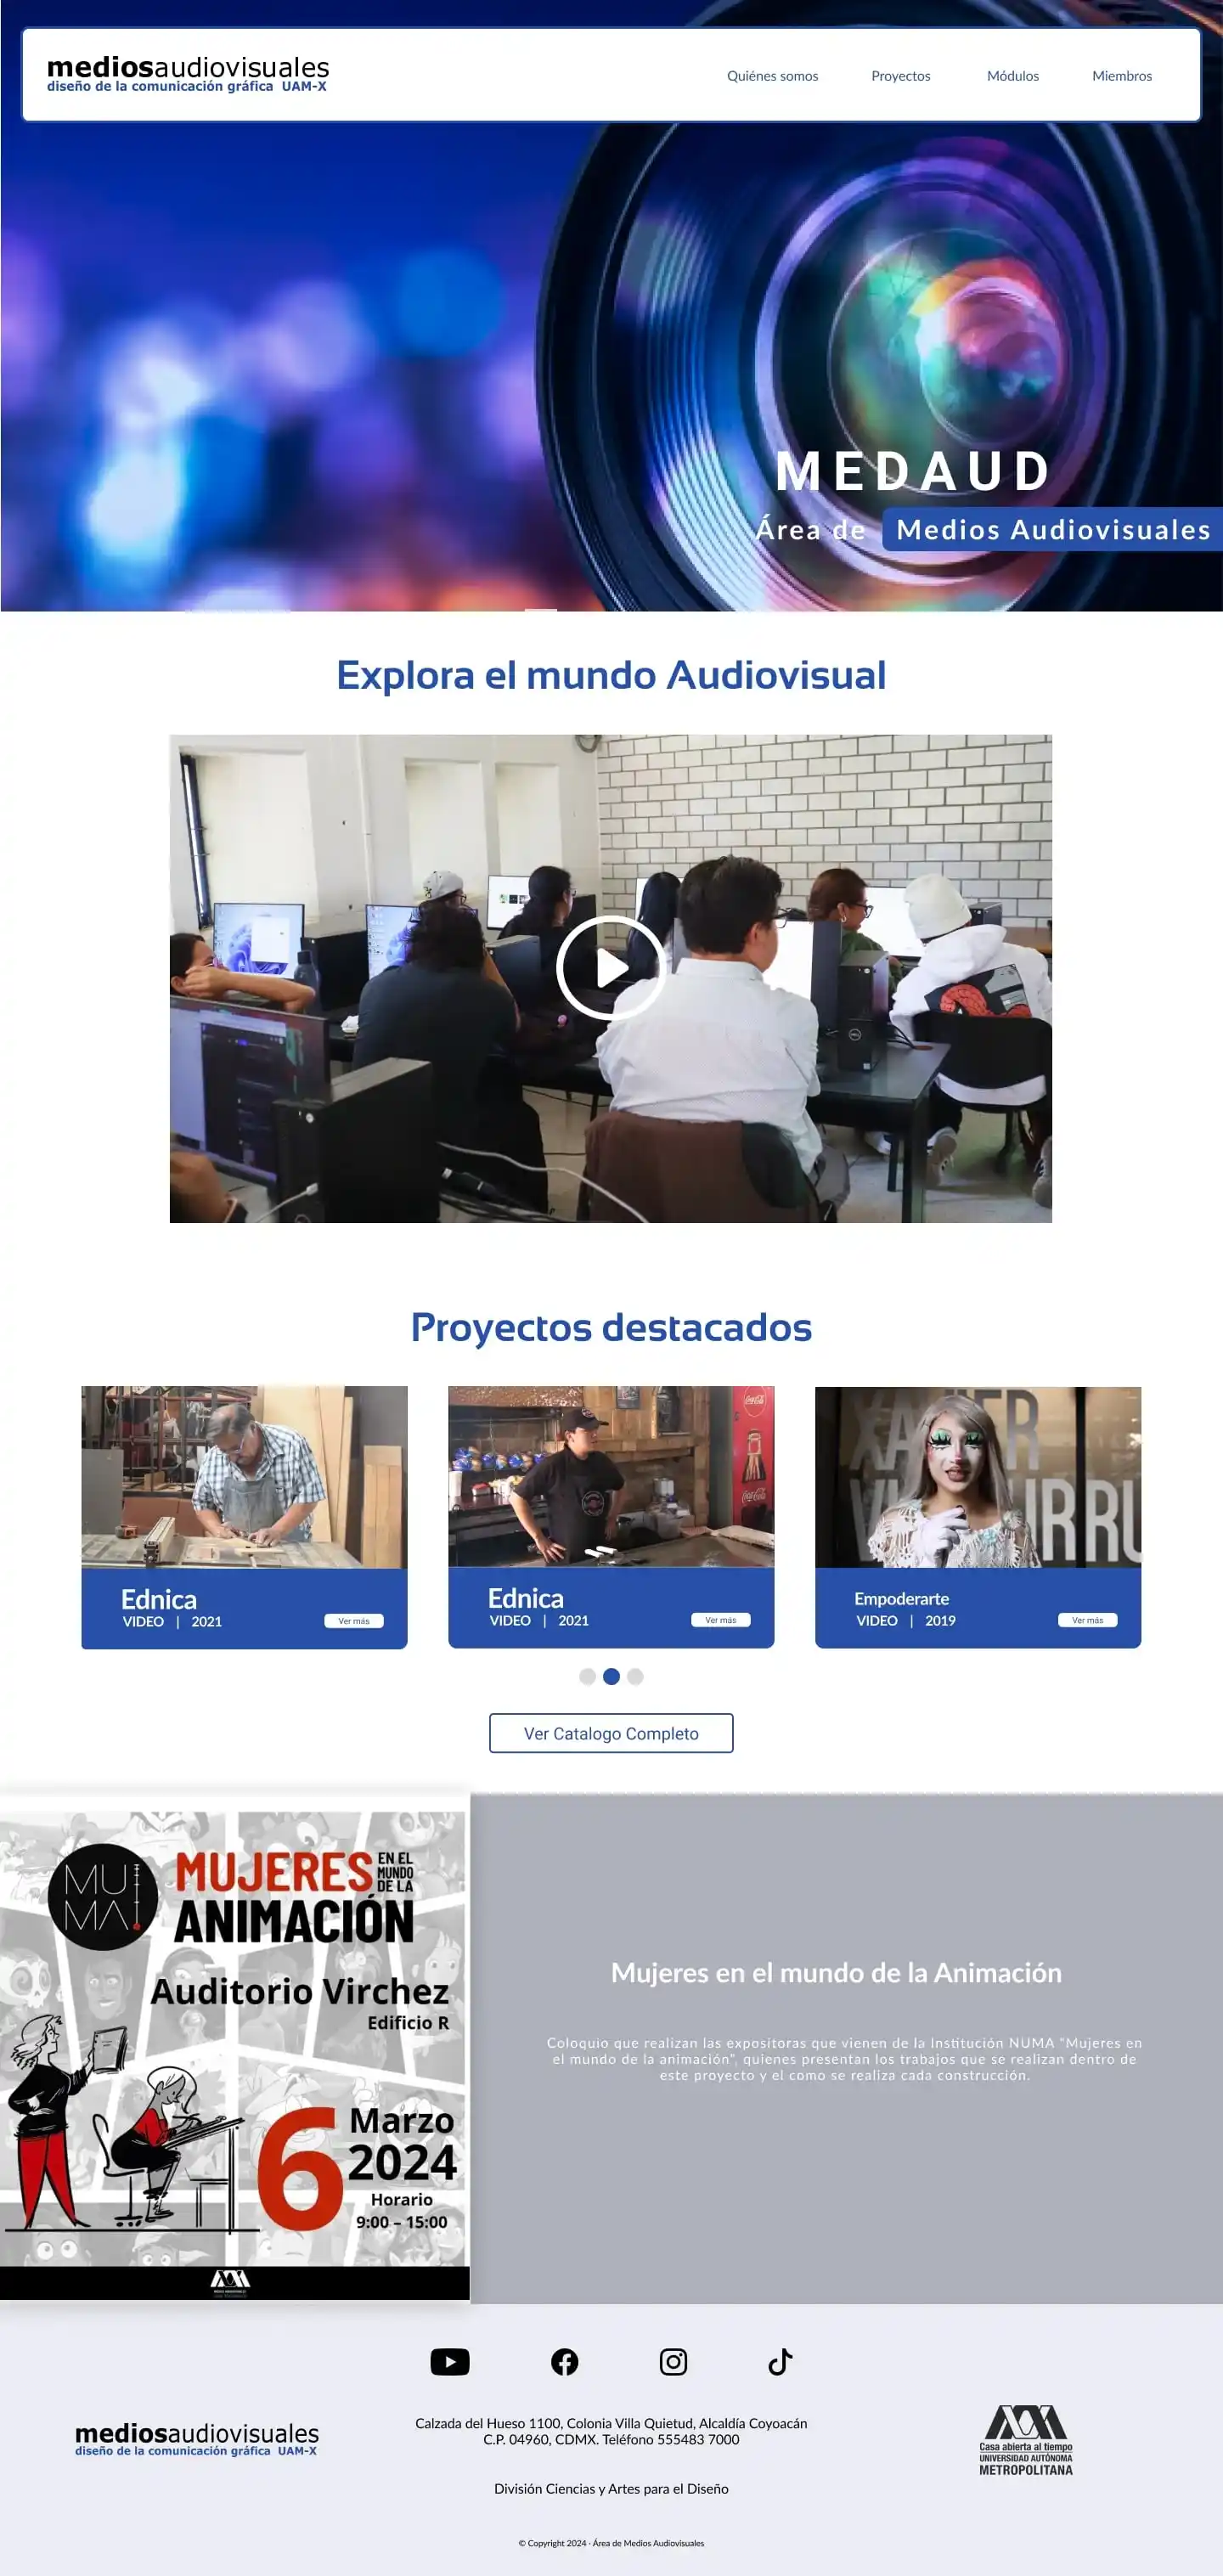 mediosaudiovisuales
diseño de la comunicación gráfica UAM-X
Quiénes somos
Proyectos
Módulos
Miembros
MEDAUD
Área de Medios Audiovisuales
Explora el mundo Audiovisual
Proyectos destacados
Coca-Cola
Coca-Cola
Ednica
VIDEO | 2021
Ver más
Ednica
VIDEO | 2021
Ver más
Empoderarte
VIDEO | 2019
Ver más
Ver Catalogo Completo
MU
MA
MUJERES EN EL
MUNDO
DE LA
ANIMACIÓN
Auditorio Virchez
Edificio R
6
Marzo
2024
Horario
9:00 – 15:00
Mujeres en el mundo de la Animación
Coloquio que realizan las expositoras que vienen de la Institución NUMA "Mujeres en
el mundo de la animación", quienes presentan los trabajos que se realizan dentro de
este proyecto y el como se realiza cada construcción.
mediosaudiovisuales
diseño de la comunicación gráfica UAM-X
Calzada del Hueso 1100, Colonia Villa Quietud, Alcaldía Coyoacán
C.P. 04960, CDMX. Teléfono 555483 7000
División Ciencias y Artes para el Diseño
© Copyright 2024 · Área de Medios Audiovisuales
Casa abierta al tiempo
UNIVERSIDAD AUTÓNOMA
METROPOLITANA